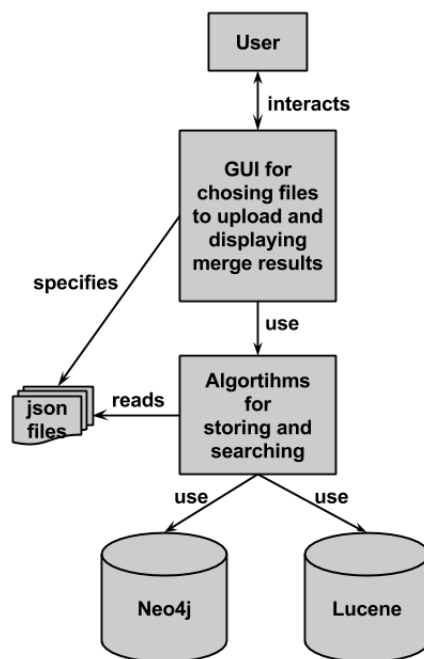 User
interacts
GUI for
chosing files
to upload and
displaying
merge results
specifies
use
Algortihms
for
storing and
searching
reads
json
files
use
use
Neo4j
Lucene